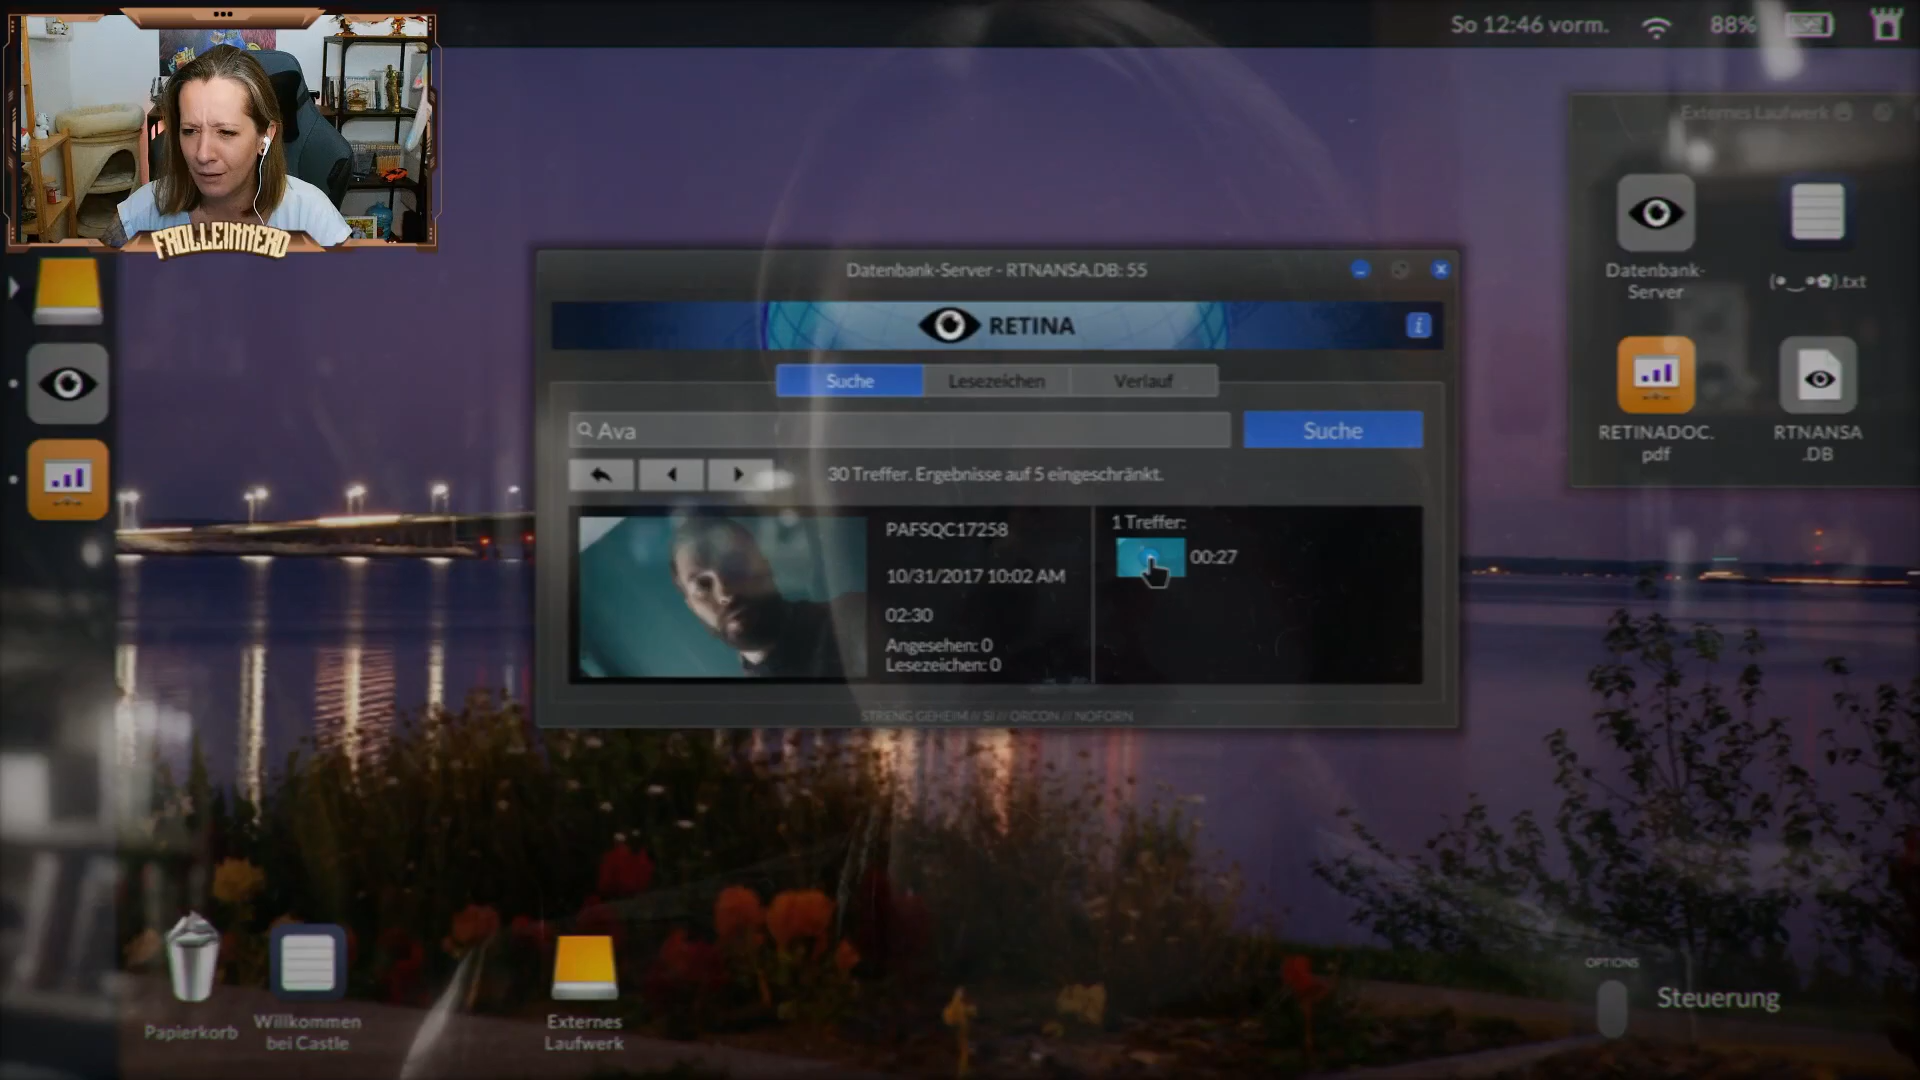 So 12:46 vorm.
88%
FROLLEINNERD
Externes Laufwerk
Datenbank-
Server
(•‿•✿).txt
RETINADOC.
pdf
RTNANSA
.DB
Datenbank-Server - RTNANSA.DB: 55
RETINA
i
Suche
Lesezeichen
Verlauf
Ava
Suche
30 Treffer. Ergebnisse auf 5 eingeschränkt.
PAFSQC17258
10/31/2017 10:02 AM
02:30
Angesehen: 0
Lesezeichen: 0
1 Treffer:
00:27
STRENG GEHEIM // SI // ORCON // NOFORN
Papierkorb
Willkommen
bei Castle
Externes
Laufwerk
OPTIONS
Steuerung